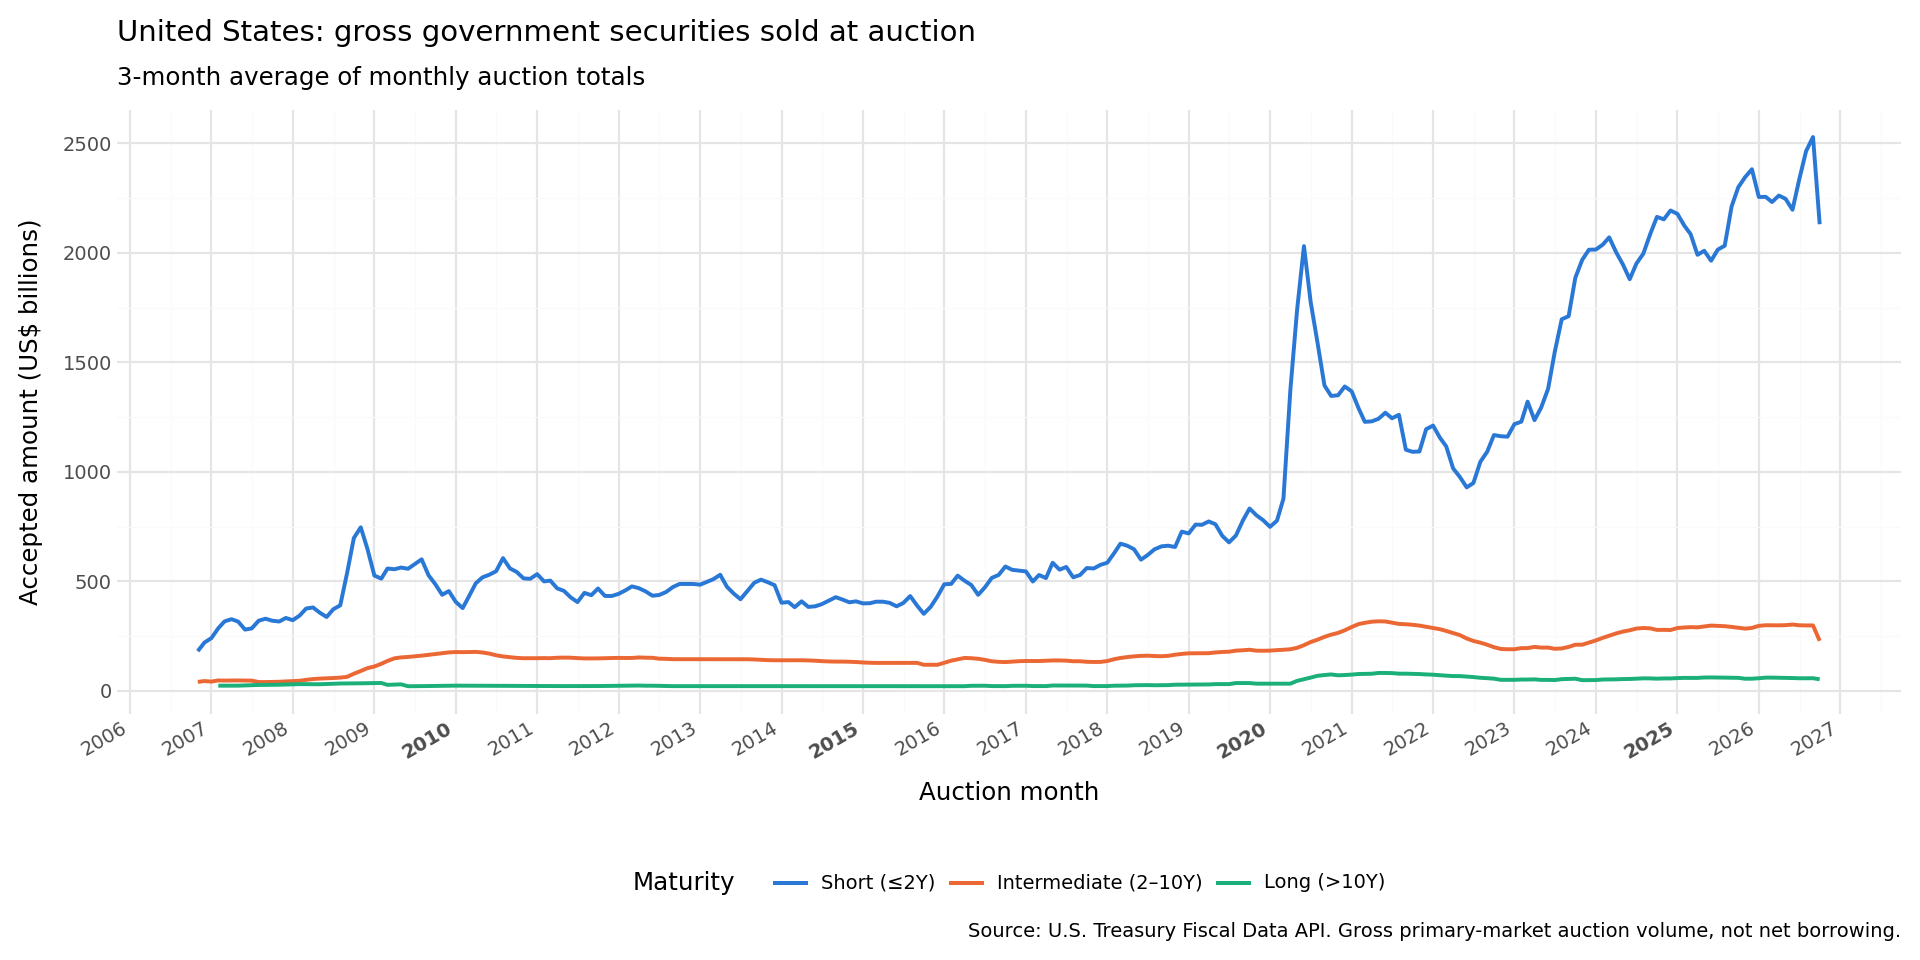 United States: gross government securities sold at auction
3-month average of monthly auction totals
Accepted amount (US$ billions)
2500
2000
1500
1000
500
0
2006 2007 2008 2009 2010 2011 2012 2013 2014 2015 2016 2017 2018 2019 2020 2021 2022 2023 2024 2025 2026 2027
Auction month
Maturity Short (≤2Y) Intermediate (2–10Y) Long (>10Y)
Source: U.S. Treasury Fiscal Data API. Gross primary-market auction volume, not net borrowing.